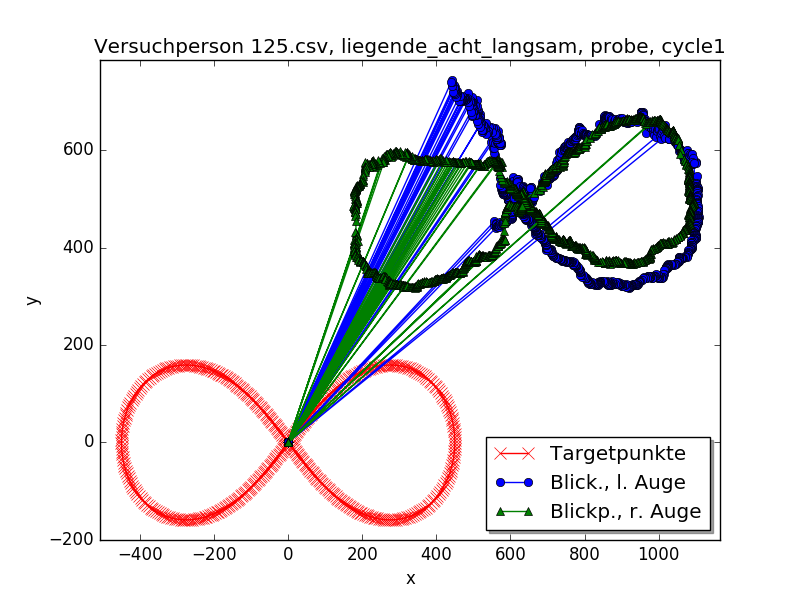 Versuchperson 125.csv, liegende_acht_langsam, probe, cycle1
y
600
400
200
0
−200
−400
−200
0
200
400
600
800
1000
x
Targetpunkte
Blick., l. Auge
Blickp., r. Auge